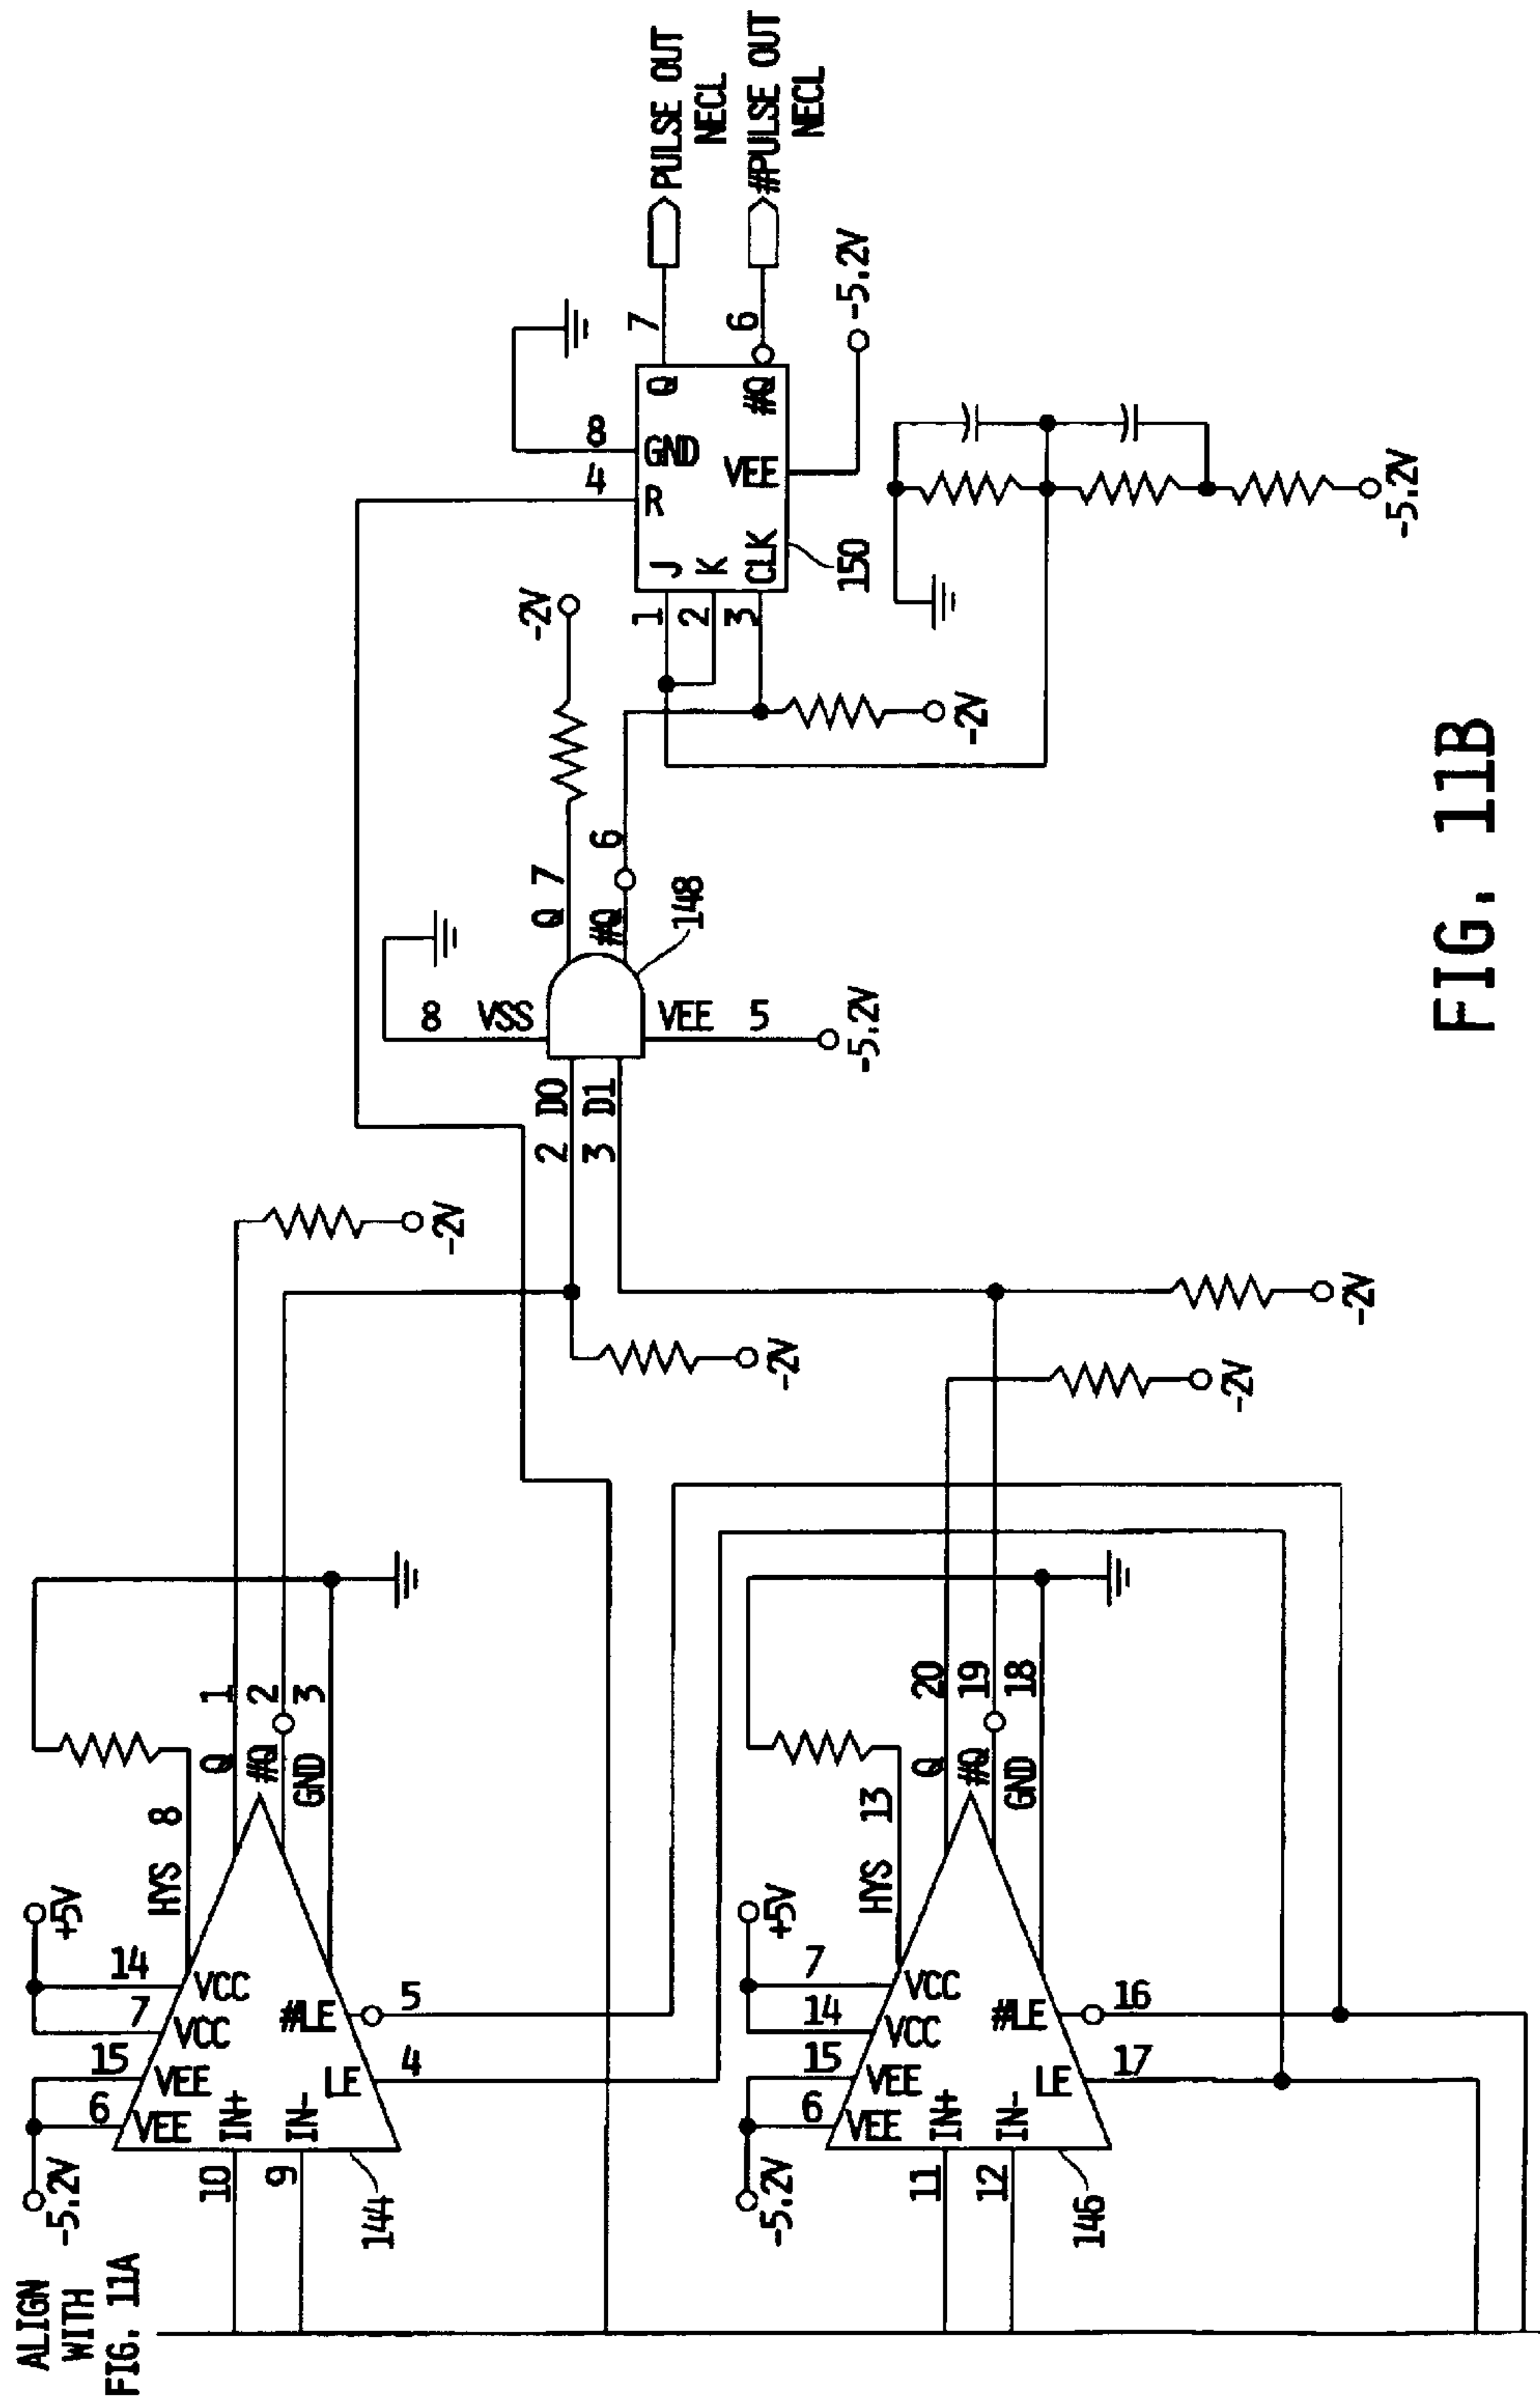 ALIGN
WITH
FIG. 11A
-5.2V
+5V
6
15
7
14
VEE
VEE
VCC
VCC
HYS 8
10
IN+
9
IN-
LE
#LE
4
5
Q
1
#Q
2
GND
3
144
-2V
-2V
-5.2V
+5V
6
15
14
7
VEE
VEE
VCC
VCC
HYS 13
11
IN+
12
IN-
LE
#LE
17
16
Q
20
#Q
19
GND
18
146
-2V
-2V
8 VSS
2 D0
3 D1
VEE 5
-5.2V
Q 7
#Q 6
148
-2V
-2V
1
J
2
K
3
CLK
4
R
8
GND
VEE
-5.2V
Q
7
#Q
6
150
PULSE OUT
NECL
#PULSE OUT
NECL
-5.2V
FIG. 11B